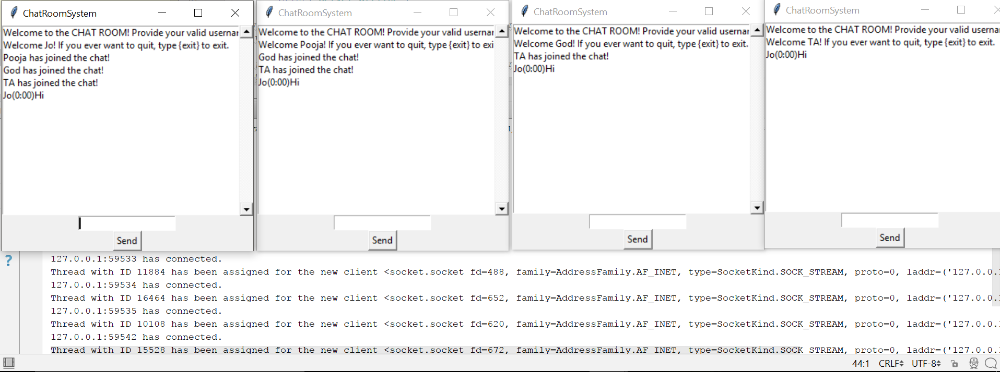 ChatRoomSystem
Welcome to the CHAT ROOM! Provide your valid
Welcome Jo! If you ever want to quit, type {exit} to exit.
Pooja has joined the chat!
God has joined the chat!
TA has joined the chat!
Jo(0:00)Hi
Send
ChatRoomSystem
Welcome to the CHAT ROOM! Provide your valid
Welcome Pooja! If you ever want to quit, type {exit} to exi
God has joined the chat!
TA has joined the chat!
Jo(0:00)Hi
Send
ChatRoomSystem
Welcome to the CHAT ROOM! Provide your valid
Welcome God! If you ever want to quit, type {exit} to exit.
TA has joined the chat!
Jo(0:00)Hi
Send
ChatRoomSystem
Welcome to the CHAT ROOM! Provide your valid
Welcome TA! If you ever want to quit, type {exit} to exit.
Jo(0:00)Hi
Send
127.0.0.1:59533 has connected.
Thread with ID 11884 has been assigned for the new client <socket.socket fd=488, family=AddressFamily.AF_INET, type=SocketKind.SOCK_STREAM, proto=0, laddr=('127.0.0.
127.0.0.1:59534 has connected.
Thread with ID 16464 has been assigned for the new client <socket.socket fd=652, family=AddressFamily.AF_INET, type=SocketKind.SOCK_STREAM, proto=0, laddr=('127.0.0.
127.0.0.1:59535 has connected.
Thread with ID 10108 has been assigned for the new client <socket.socket fd=620, family=AddressFamily.AF_INET, type=SocketKind.SOCK_STREAM, proto=0, laddr=('127.0.0.
127.0.0.1:59542 has connected.
Thread with ID 15528 has been assigned for the new client <socket.socket fd=672, family=AddressFamily.AF_INET, type=SocketKind.SOCK_STREAM, proto=0, laddr=('127.0.0.
44:1 CRLF UTF-8